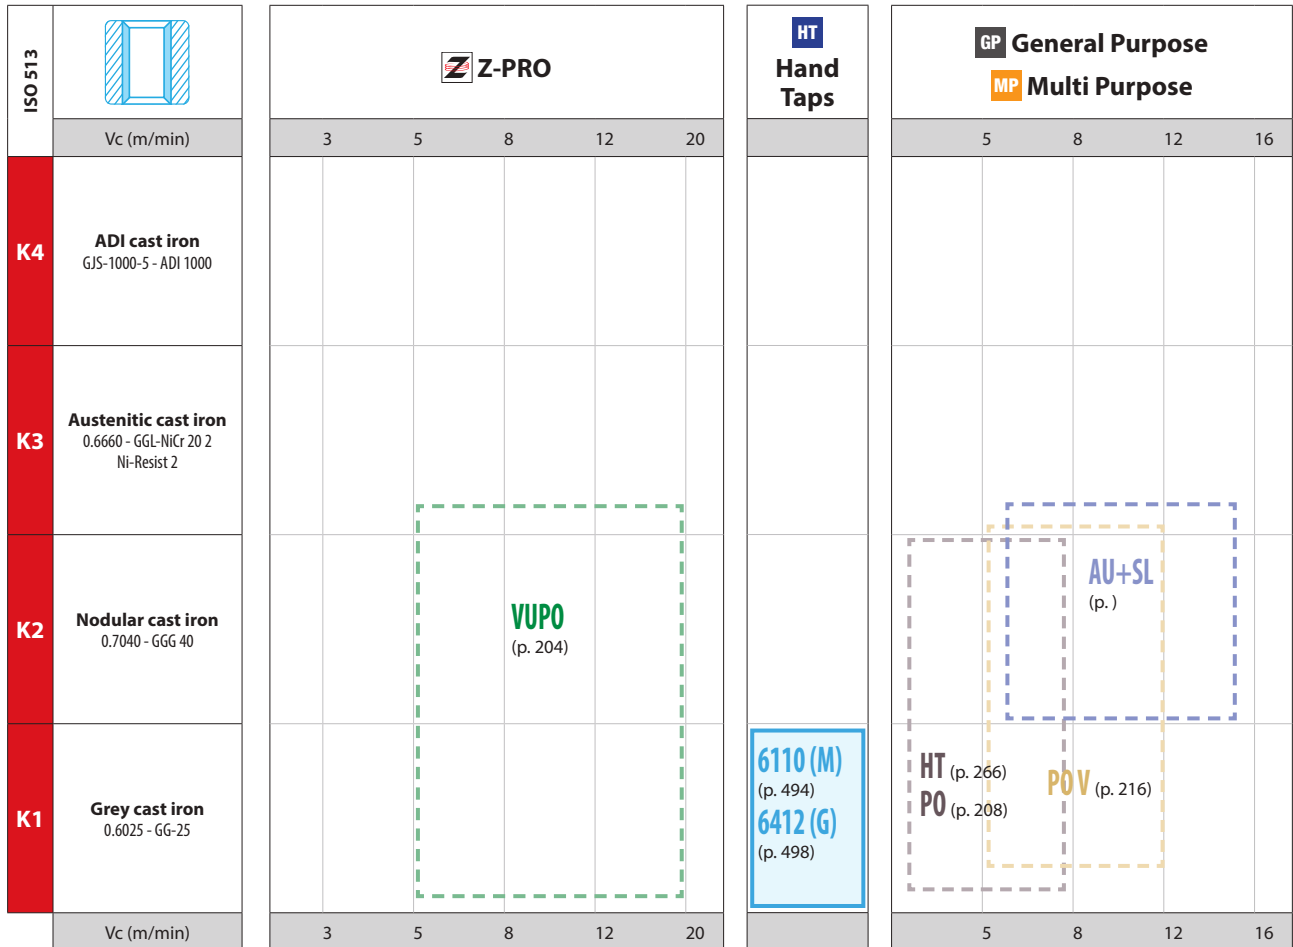 ISO 513
Z-PRO
HT
Hand
Taps
GP General Purpose
MP Multi Purpose
Vc (m/min)
3 5 8 12 20
5 8 12 16
K4
ADI cast iron
GJS-1000-5 - ADI 1000
K3
Austenitic cast iron
0.6660 - GGL-NiCr 20 2
Ni-Resist 2
K2
Nodular cast iron
0.7040 - GGG 40
VUPO
(p. 204)
AU+SL
(p. )
K1
Grey cast iron
0.6025 - GG-25
6110 (M)
(p. 494)
6412 (G)
(p. 498)
HT (p. 266)
PO (p. 208)
PO V (p. 216)
Vc (m/min)
3 5 8 12 20
5 8 12 16